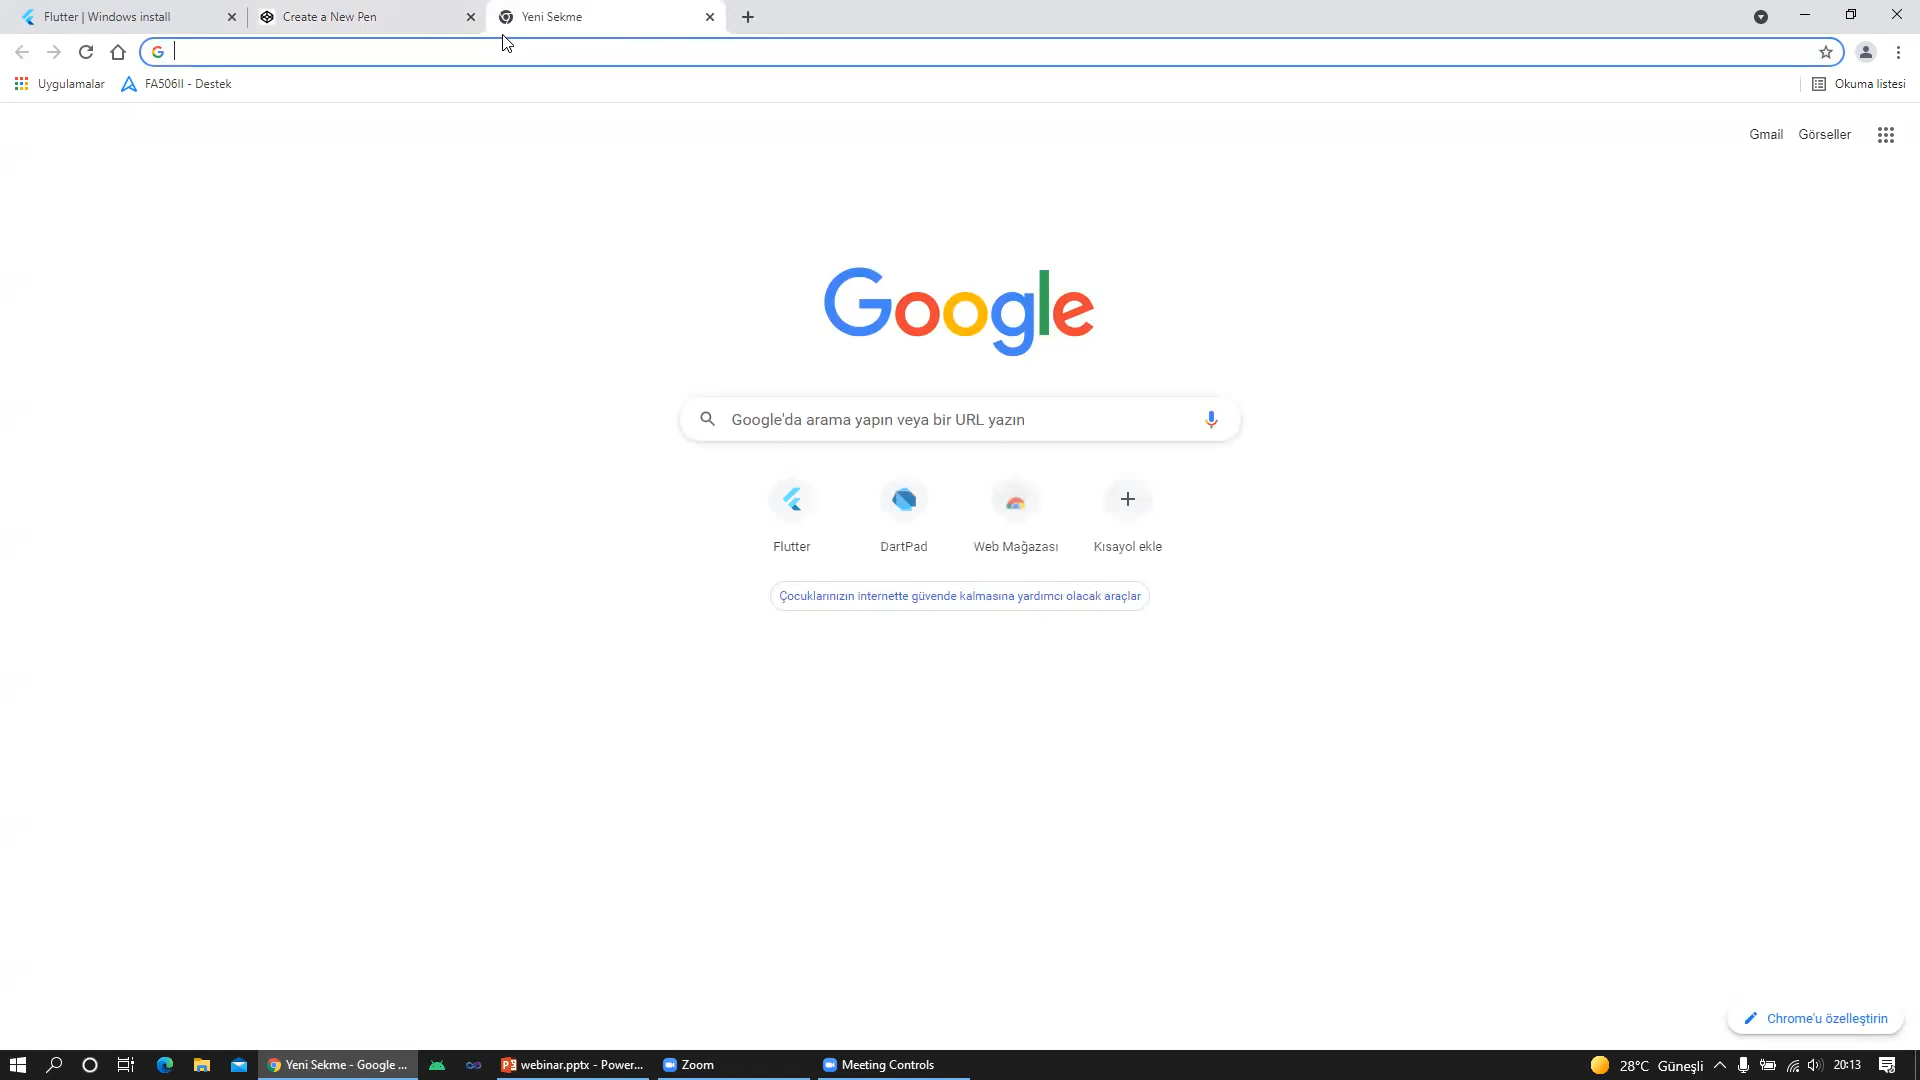 Flutter | Windows install
Create a New Pen
Yeni Sekme
Uygulamalar
FA506II - Destek
Okuma listesi
Gmail
Görseller
Google
Google'da arama yapın veya bir URL yazın
Flutter
DartPad
Web Mağazası
Kısayol ekle
Çocuklarınızın internette güvende kalmasına yardımcı olacak araçlar
Chrome'u özelleştirin
Yeni Sekme - Google ...
webinar.pptx - Power...
Zoom
Meeting Controls
28°C Güneşli
20:13